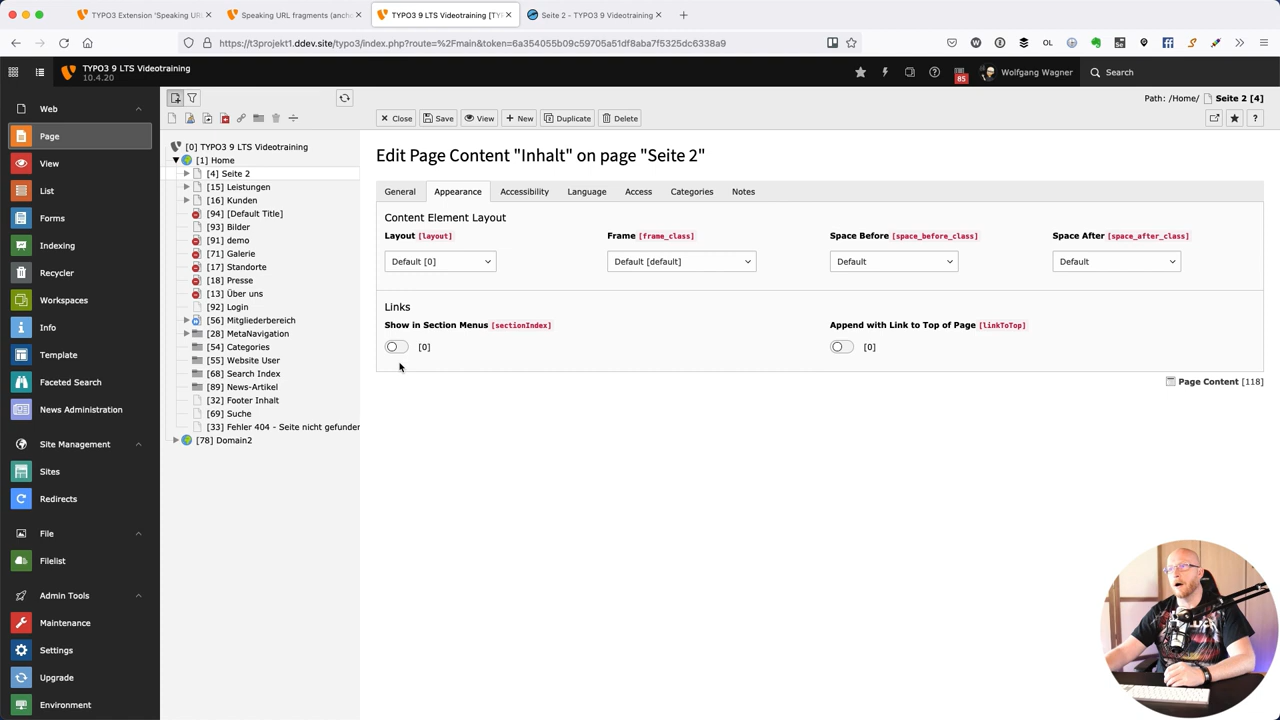 TYPO3 Extension 'Speaking URL
Speaking URL fragments (anch
TYPO3 9 LTS Videotraining [TYP
Seite 2 - TYPO3 9 Videotraining
https://t3projekt1.ddev.site/typo3/index.php?route=%2Fmain&token=6a354055b09c59705a51df8aba7f5325dc6338a9
OL
TYPO3 9 LTS Videotraining
10.4.20
85
Wolfgang Wagner
Search
Web
Page
View
List
Forms
Indexing
Recycler
Workspaces
Info
Template
Faceted Search
News Administration
Site Management
Sites
Redirects
File
Filelist
Admin Tools
Maintenance
Settings
Upgrade
Environment
[0] TYPO3 9 LTS Videotraining
[1] Home
[4] Seite 2
[15] Leistungen
[16] Kunden
[94] [Default Title]
[93] Bilder
[91] demo
[71] Galerie
[17] Standorte
[18] Presse
[13] Über uns
[92] Login
[56] Mitgliederbereich
[28] MetaNavigation
[54] Categories
[55] Website User
[68] Search Index
[89] News-Artikel
[32] Footer Inhalt
[69] Suche
[33] Fehler 404 - Seite nicht gefunden
[78] Domain2
Path: /Home/ Seite 2 [4]
Close Save View New Duplicate Delete
Edit Page Content "Inhalt" on page "Seite 2"
General Appearance Accessibility Language Access Categories Notes
Content Element Layout
Layout [layout] Frame [frame_class] Space Before [space_before_class] Space After [space_after_class]
Default [0] Default [default] Default Default
Links
Show in Section Menus [sectionIndex] Append with Link to Top of Page [linkToTop]
[0] [0]
Page Content [118]